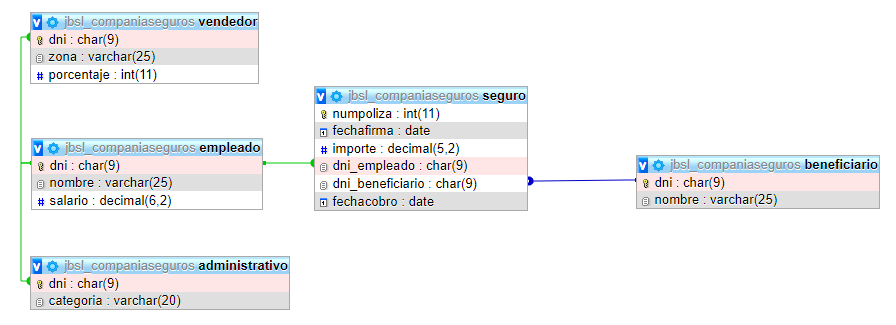 jbsl_companiaseguros vendedor
dni : char(9)
zona : varchar(25)
porcentaje : int(11)
jbsl_companiaseguros empleado
dni : char(9)
nombre : varchar(25)
salario : decimal(6,2)
jbsl_companiaseguros administrativo
dni : char(9)
categoria : varchar(20)
jbsl_companiaseguros seguro
numpoliza : int(11)
fechafirma : date
importe : decimal(5,2)
dni_empleado : char(9)
dni_beneficiario : char(9)
fechacobro : date
jbsl_companiaseguros beneficiario
dni : char(9)
nombre : varchar(25)